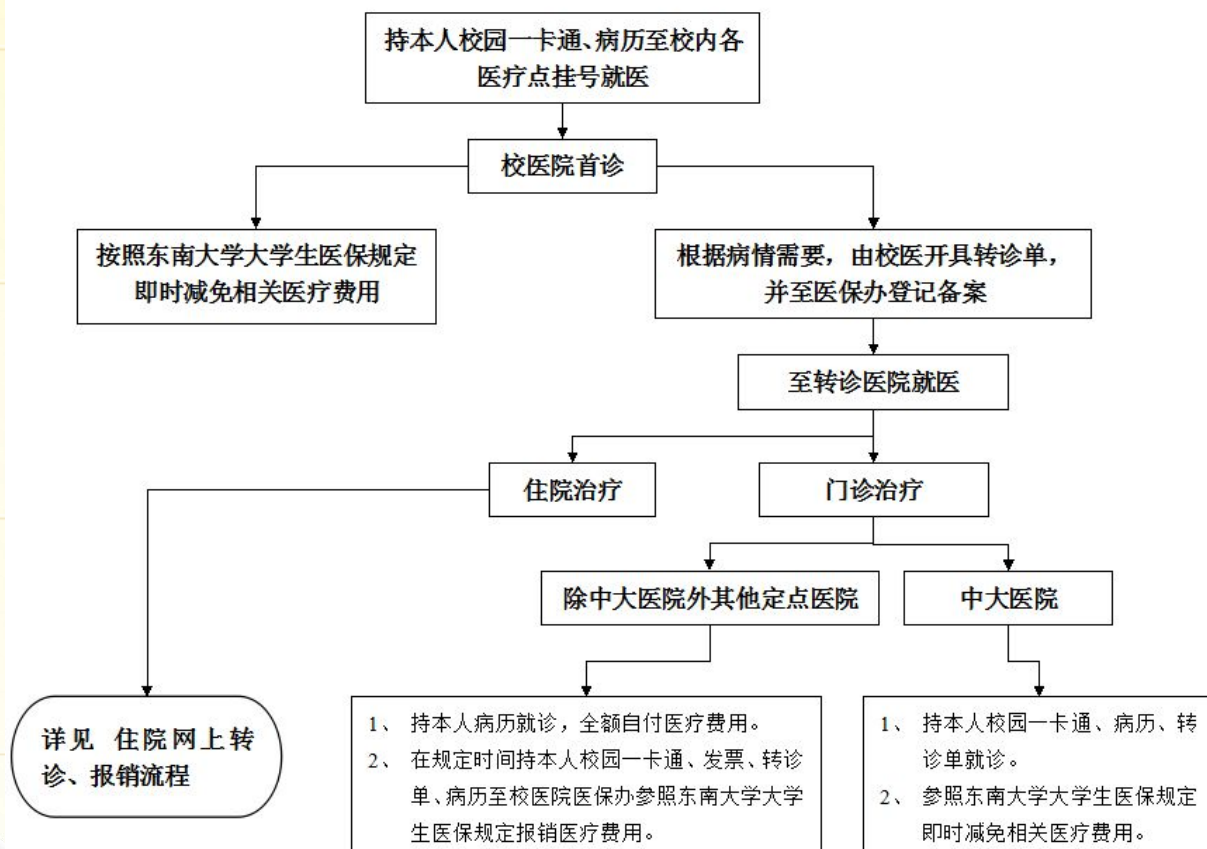 持本人校园一卡通、病历至校内各
医疗点挂号就医
校医院首诊
按照东南大学大学生医保规定
即时减免相关医疗费用
根据病情需要，由校医开具转诊单，
并至医保办登记备案
至转诊医院就医
住院治疗
门诊治疗
除中大医院外其他定点医院
中大医院
详见 住院网上转
诊、报销流程
1、 持本人病历就诊，全额自付医疗费用。
2、 在规定时间持本人校园一卡通、发票、转诊
单、病历至校医院医保办参照东南大学大学
生医保规定报销医疗费用。
1、 持本人校园一卡通、病历、转
诊单就诊。
2、 参照东南大学大学生医保规定
即时减免相关医疗费用。